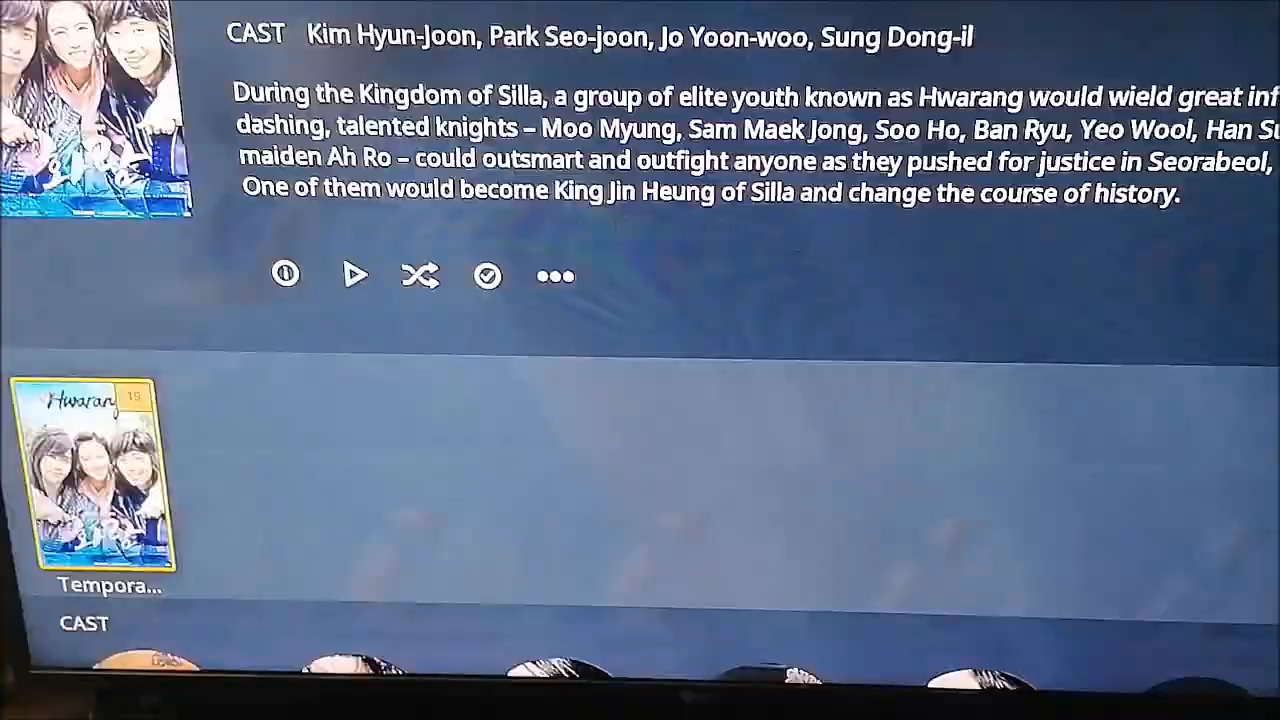 CAST Kim Hyun-Joon, Park Seo-joon, Jo Yoon-woo, Sung Dong-il
During the Kingdom of Silla, a group of elite youth known as Hwarang would wield great
dashing, talented knights – Moo Myung, Sam Maek Jong, Soo Ho, Ban Ryu, Yeo Wool, Han
maiden Ah Ro – could outsmart and outfight anyone as they pushed for justice in Seorabeol,
One of them would become King Jin Heung of Silla and change the course of history.
Hwarang 19
Tempora...
CAST